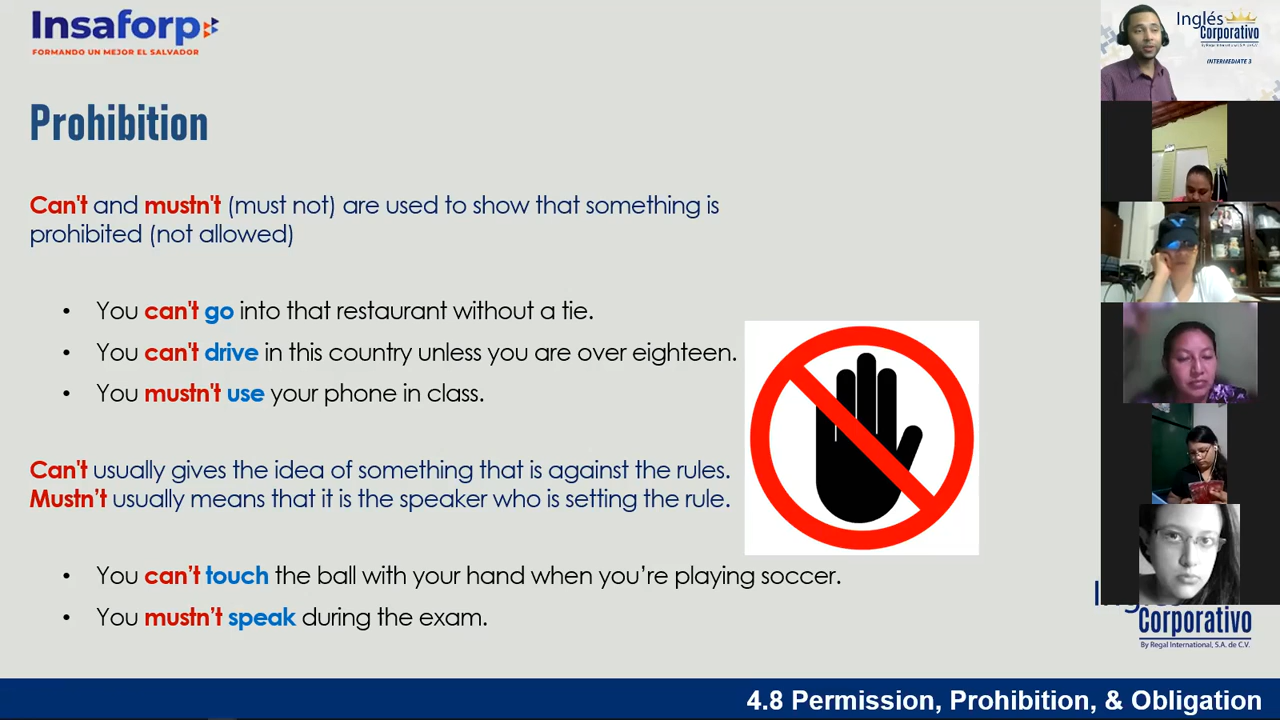 Insaforp
FORMANDO UN MEJOR EL SALVADOR
Prohibition
Can't and mustn't (must not) are used to show that something is
prohibited (not allowed)
• You can't go into that restaurant without a tie.
• You can't drive in this country unless you are over eighteen.
• You mustn't use your phone in class.
Can't usually gives the idea of something that is against the rules.
Mustn't usually means that it is the speaker who is setting the rule.
• You can't touch the ball with your hand when you're playing soccer.
• You mustn't speak during the exam.
4.8 Permission, Prohibition, & Obligation
Inglés
Corporativo
By Regal International, S.A. de C.V.
INTERMEDIATE 3
Corporativo
By Regal International, S.A. de C.V.